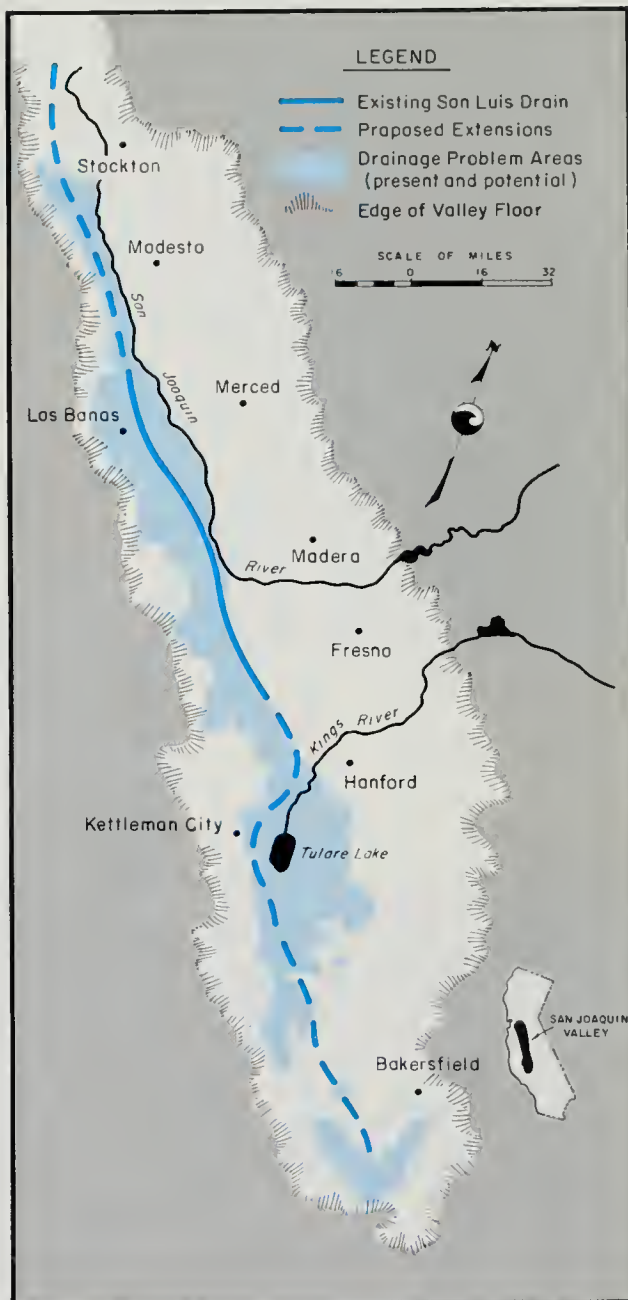 LEGEND
Existing San Luis Drain
Proposed Extensions
Drainage Problem Areas
(present and potential)
Edge of Valley Floor
SCALE OF MILES
16 0 16 32
N
Stockton
Modesto
San
Joaquin
River
Merced
Los Banos
Madera
Fresno
Kings River
Hanford
Kettleman City
Tulare Lake
SAN JOAQUIN
VALLEY
Bakersfield